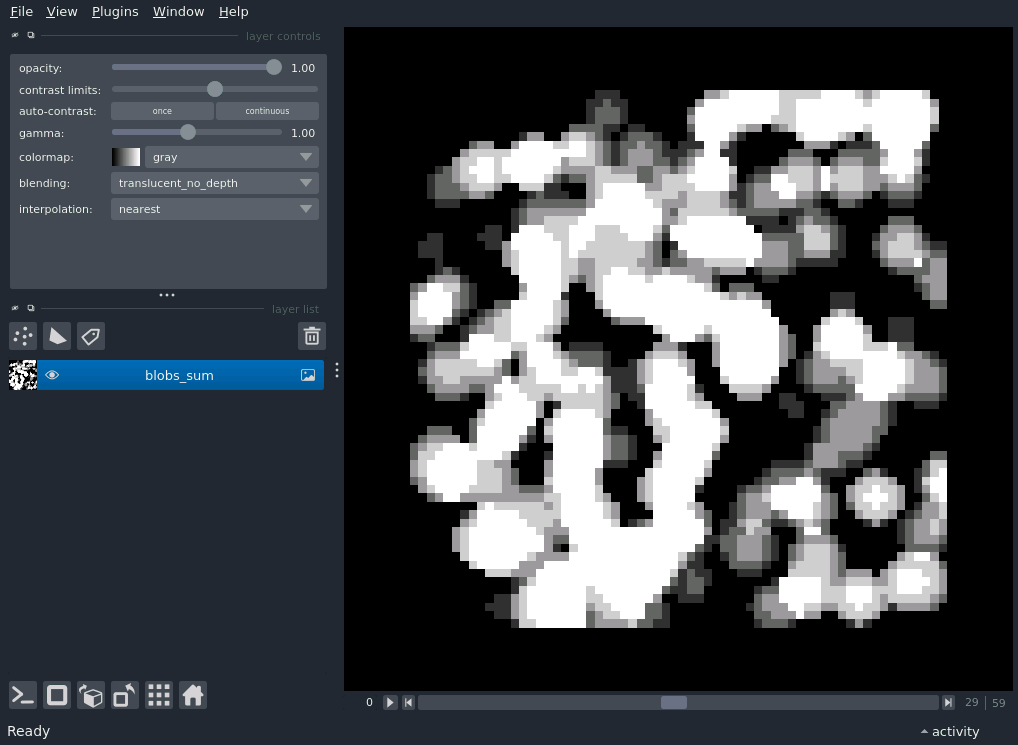 File View Plugins Window Help
layer controls
opacity: 1.00
contrast limits:
auto-contrast: once continuous
gamma: 1.00
colormap: gray
blending: translucent_no_depth
interpolation: nearest
layer list
blobs_sum
0 29 59
Ready activity